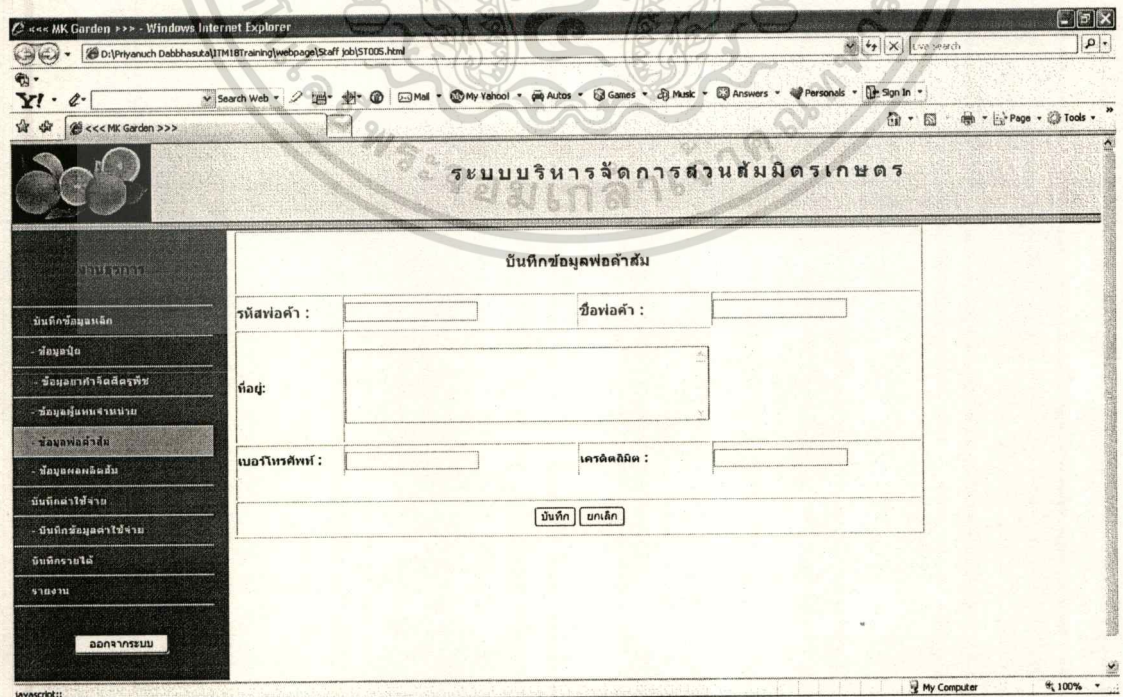 <<< MK Garden >>> - Windows Internet Explorer
D:\Priyanuch Dabbhasuta\ITM18Training\webpage\Staff job\ST005.html
Live Search
Y! Search Web Mail My Yahoo! Autos Games Music Answers Personals Sign In
<<< MK Garden >>> Page Tools
ระบบบริหารจัดการสวนส้มมิตรเกษตร
งานธุรการ
บันทึกข้อมูลหลัก
- ข้อมูลปุ๋ย
- ข้อมูลยากำจัดศัตรูพืช
- ข้อมูลผู้แทนจำหน่าย
- ข้อมูลพ่อค้าส้ม
- ข้อมูลผลผลิตส้ม
บันทึกค่าใช้จ่าย
- บันทึกข้อมูลค่าใช้จ่าย
บันทึกรายได้
รายงาน
ออกจากระบบ
บันทึกข้อมูลพ่อค้าส้ม
รหัสพ่อค้า : ชื่อพ่อค้า :
ที่อยู่:
เบอร์โทรศัพท์ : เครดิตลิมิต :
บันทึก ยกเลิก
javascript:; My Computer 100%